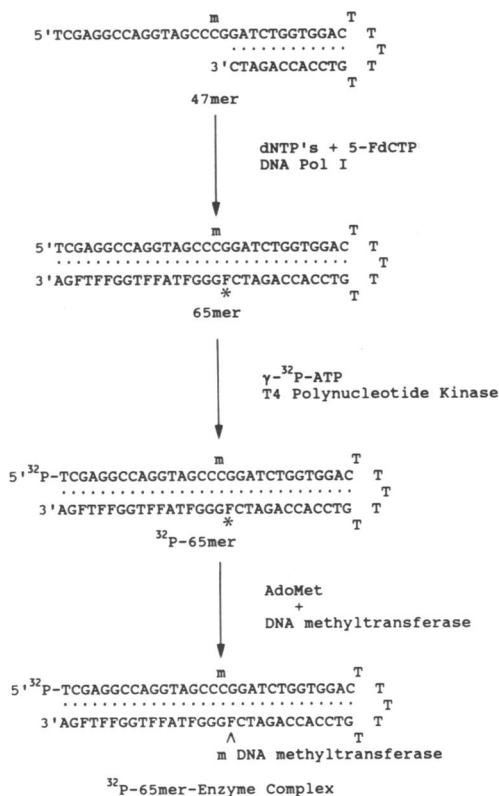 m T
5'TCGAGGCCAGGTAGCCCGGATCTGGTGGAC T
············ T
3'CTAGACCACCTG T
T
47mer
dNTP's + 5-FdCTP
DNA Pol I
m T
5'TCGAGGCCAGGTAGCCCGGATCTGGTGGAC T
······························ T
3'AGFTFFGGTFFATFGGGFCTAGACCACCTG T
* T
65mer
γ-³²P-ATP
T4 Polynucleotide Kinase
m T
5'³²P-TCGAGGCCAGGTAGCCCGGATCTGGTGGAC T
······························ T
3'AGFTFFGGTFFATFGGGFCTAGACCACCTG T
* T
³²P-65mer
AdoMet
+
DNA methyltransferase
m T
5'³²P-TCGAGGCCAGGTAGCCCGGATCTGGTGGAC T
······························ T
3'AGFTFFGGTFFATFGGGFCTAGACCACCTG T
^ T
m DNA methyltransferase
³²P-65mer-Enzyme Complex